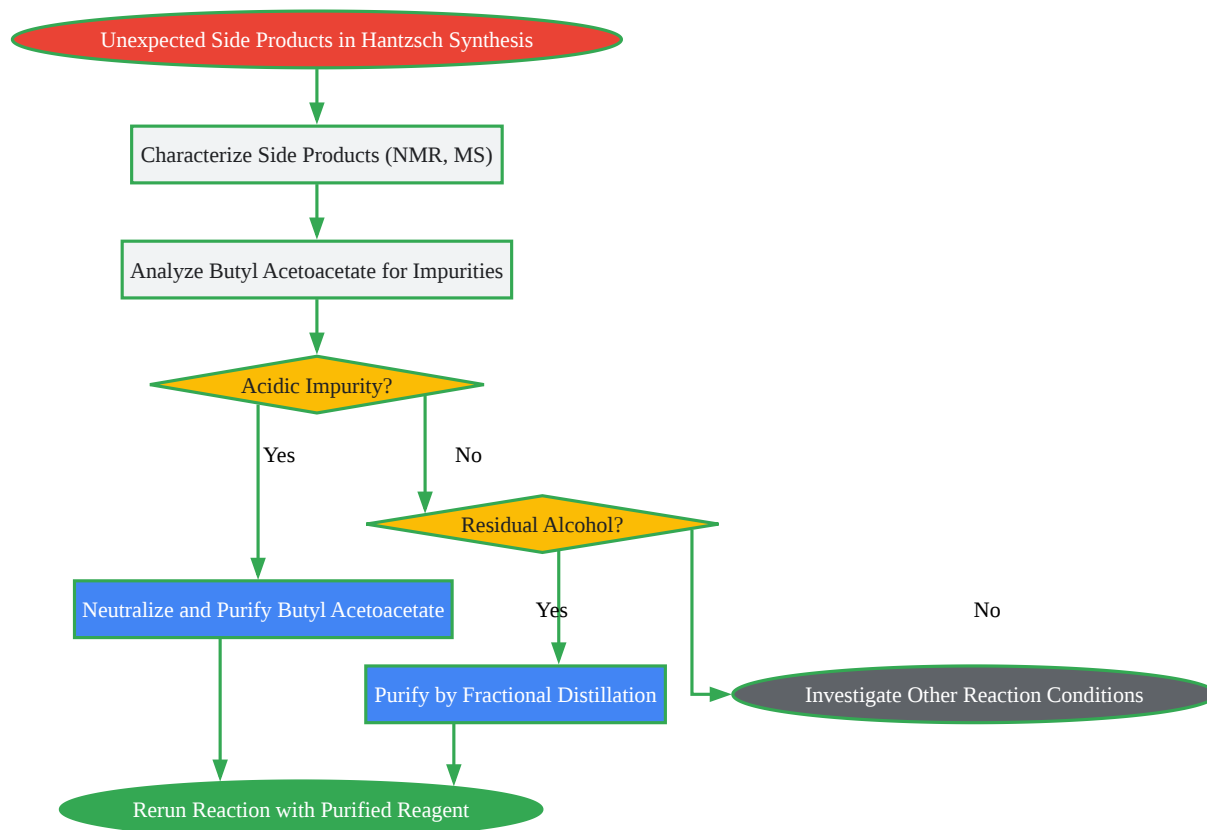 Unexpected Side Products in Hantzsch Synthesis
Characterize Side Products (NMR, MS)
Analyze Butyl Acetoacetate for Impurities
Acidic Impurity?
Yes
No
Residual Alcohol?
Neutralize and Purify Butyl Acetoacetate
Yes
No
Purify by Fractional Distillation
Investigate Other Reaction Conditions
Rerun Reaction with Purified Reagent